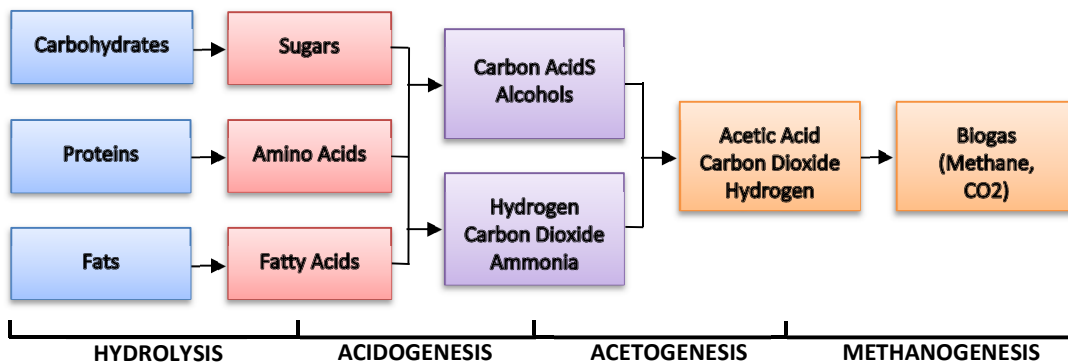 Carbohydrates
Sugars
Carbon AcidS
Alcohols
Proteins
Amino Acids
Acetic Acid
Carbon Dioxide
Hydrogen
Biogas
(Methane,
CO2)
Fats
Fatty Acids
Hydrogen
Carbon Dioxide
Ammonia
HYDROLYSIS
ACIDOGENESIS
ACETOGENESIS
METHANOGENESIS